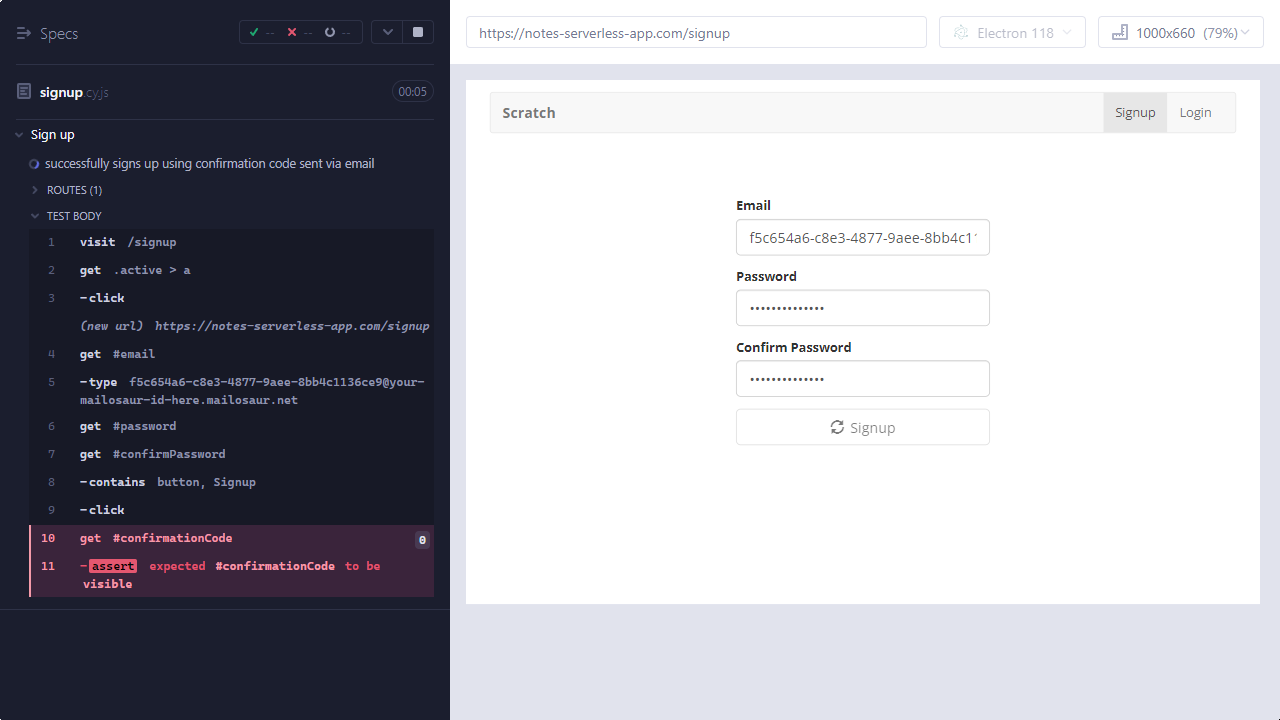 Specs
-- -- --
signup.cy.js 00:05
Sign up
successfully signs up using confirmation code sent via email
ROUTES (1)
TEST BODY
1 visit /signup
2 get .active > a
3 -click
(new url) https://notes-serverless-app.com/signup
4 get #email
5 -type f5c654a6-c8e3-4877-9aee-8bb4c1136ce9@your-
mailosaur-id-here.mailosaur.net
6 get #password
7 get #confirmPassword
8 -contains button, Signup
9 -click
10 get #confirmationCode 0
11 -assert expected #confirmationCode to be
visible
https://notes-serverless-app.com/signup Electron 118 1000x660 (79%)
Scratch Signup Login
Email
f5c654a6-c8e3-4877-9aee-8bb4c1
Password
••••••••••••••
Confirm Password
••••••••••••••
Signup